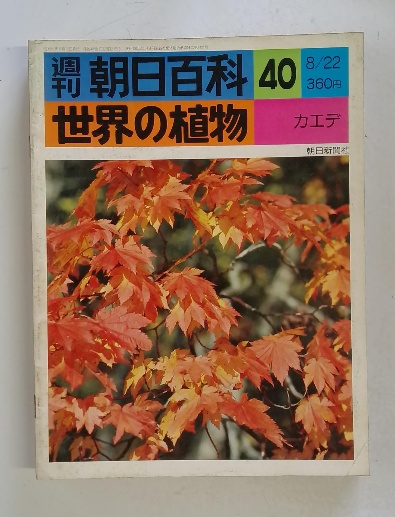 週刊 朝日百科 40 8/22
360円
世界の植物 カエデ
朝日新聞社